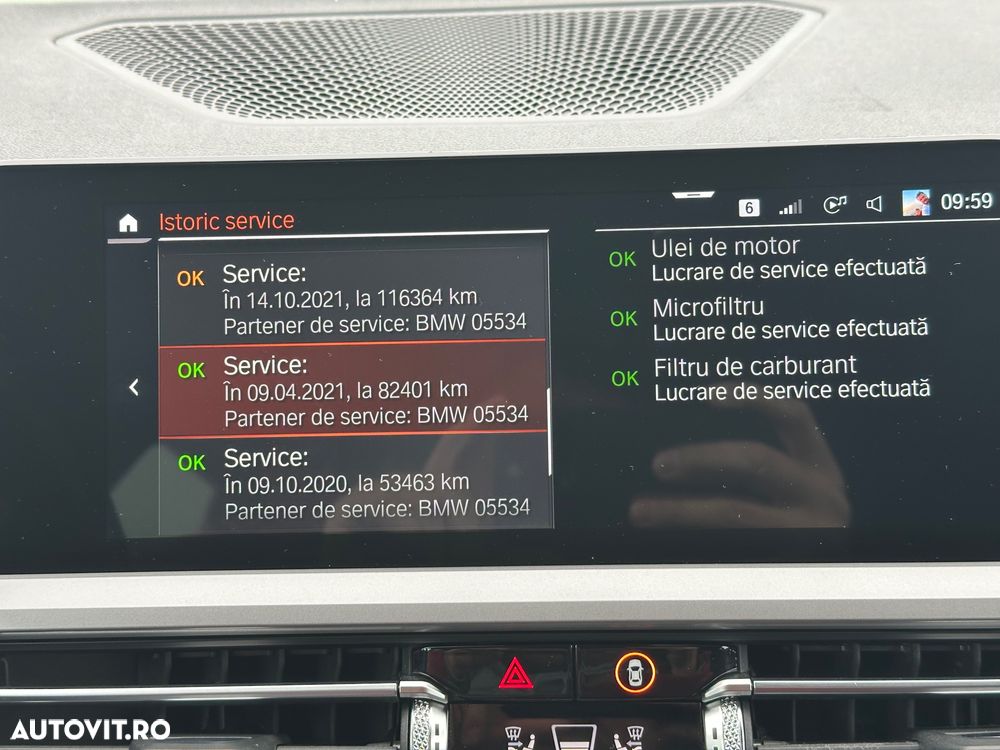 Istoric service
6
09:59
OK Service:
În 14.10.2021, la 116364 km
Partener de service: BMW 05534
OK Service:
În 09.04.2021, la 82401 km
Partener de service: BMW 05534
OK Service:
În 09.10.2020, la 53463 km
Partener de service: BMW 05534
OK Ulei de motor
Lucrare de service efectuată
OK Microfiltru
Lucrare de service efectuată
OK Filtru de carburant
Lucrare de service efectuată
AUTOVIT.RO